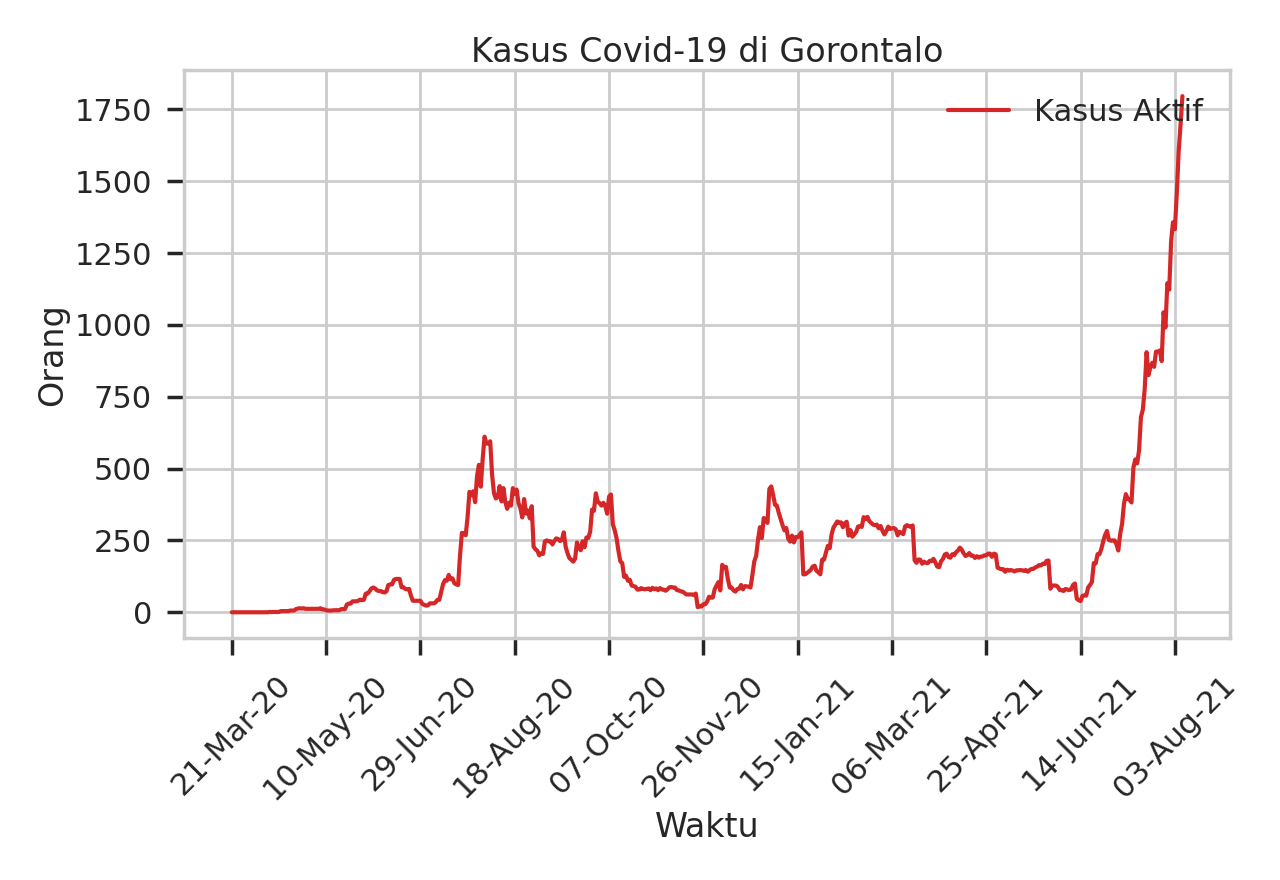 Kasus Covid-19 di Gorontalo
Kasus Aktif
Orang
1750
1500
1250
1000
750
500
250
0
21-Mar-20
10-May-20
29-Jun-20
18-Aug-20
07-Oct-20
26-Nov-20
15-Jan-21
06-Mar-21
25-Apr-21
14-Jun-21
03-Aug-21
Waktu